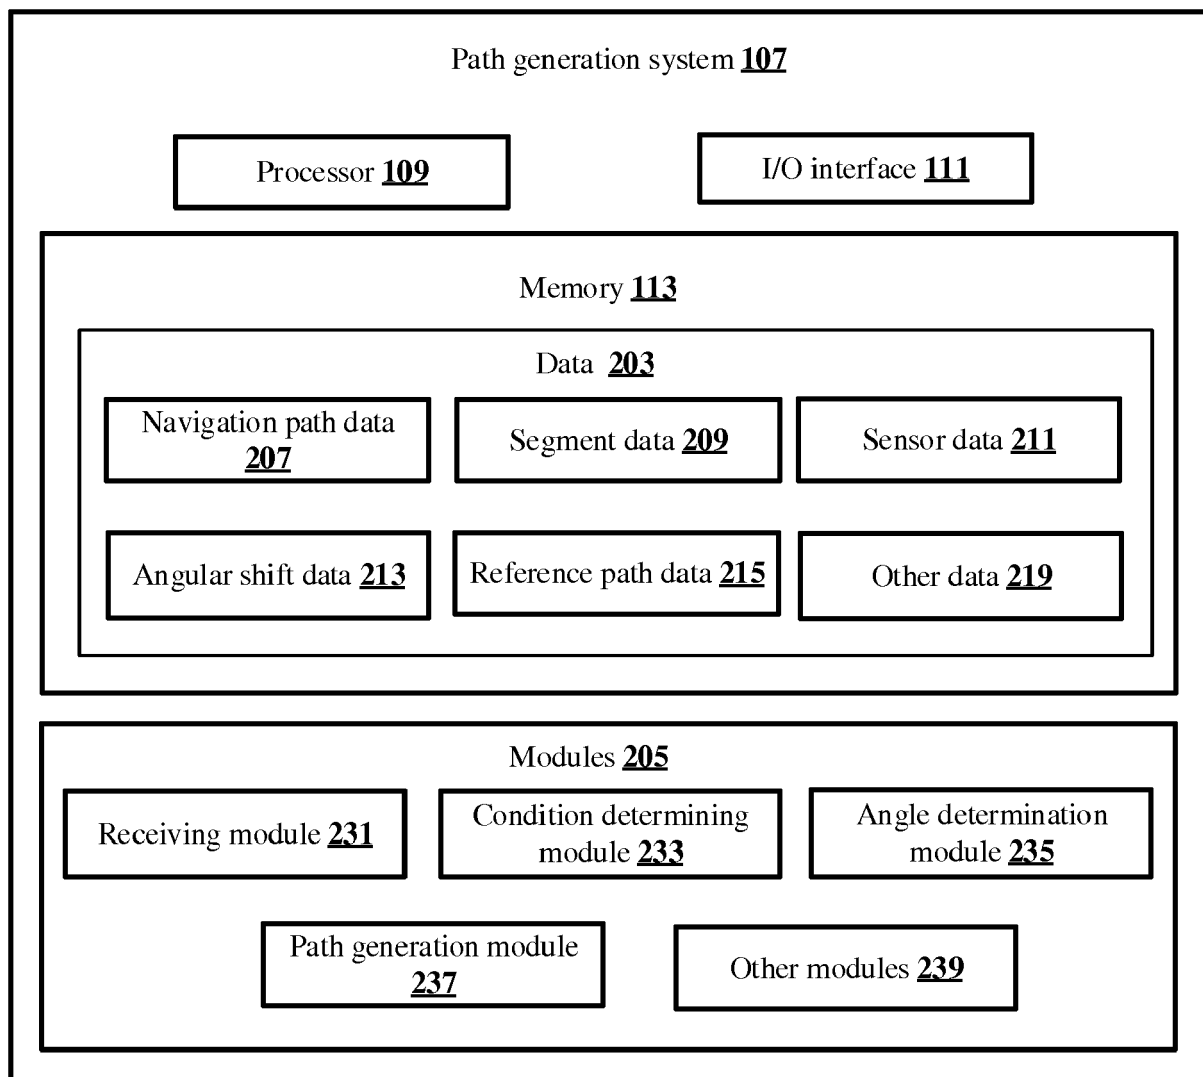 Path generation system 107
Processor 109
I/O interface 111
Memory 113
Data 203
Navigation path data
207
Segment data 209
Sensor data 211
Angular shift data 213
Reference path data 215
Other data 219
Modules 205
Receiving module 231
Condition determining
module 233
Angle determination
module 235
Path generation module
237
Other modules 239